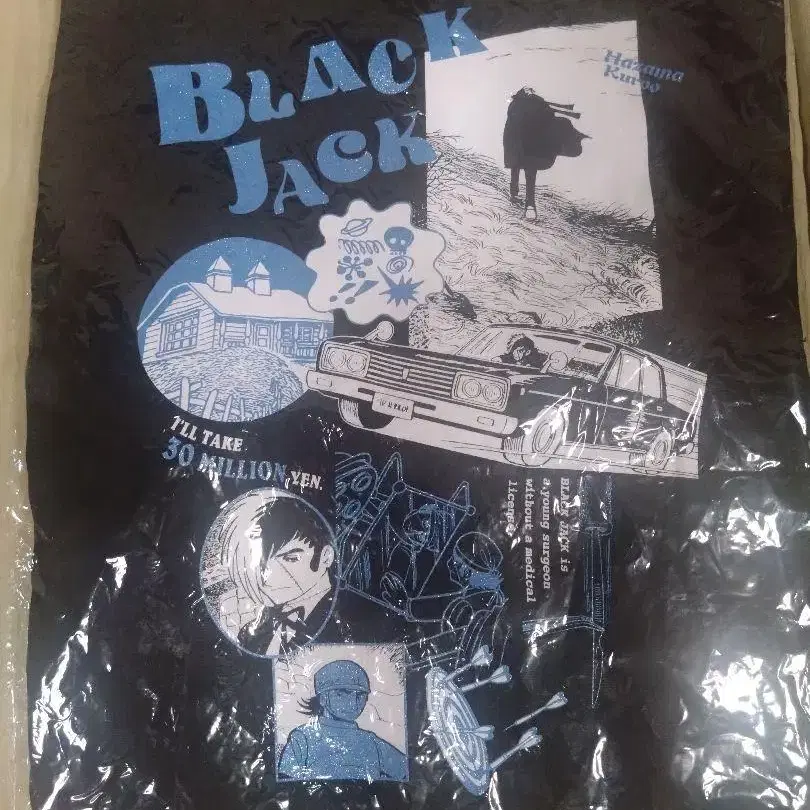 BLACK
JACK
Hazama
Kuroo
I'LL TAKE
30 MILLION YEN.
BLACK JACK is
a young surgeon
without a medical
license